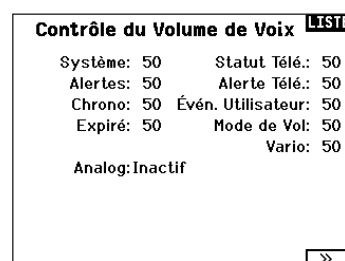 Contrôle du Volume de Voix LISTE
Système: 50 Statut Télé.: 50
Alertes: 50 Alerte Télé.: 50
Chrono: 50 Évén. Utilisateur: 50
Expiré: 50 Mode de Vol: 50
Vario: 50
Analog: Inactif
>>